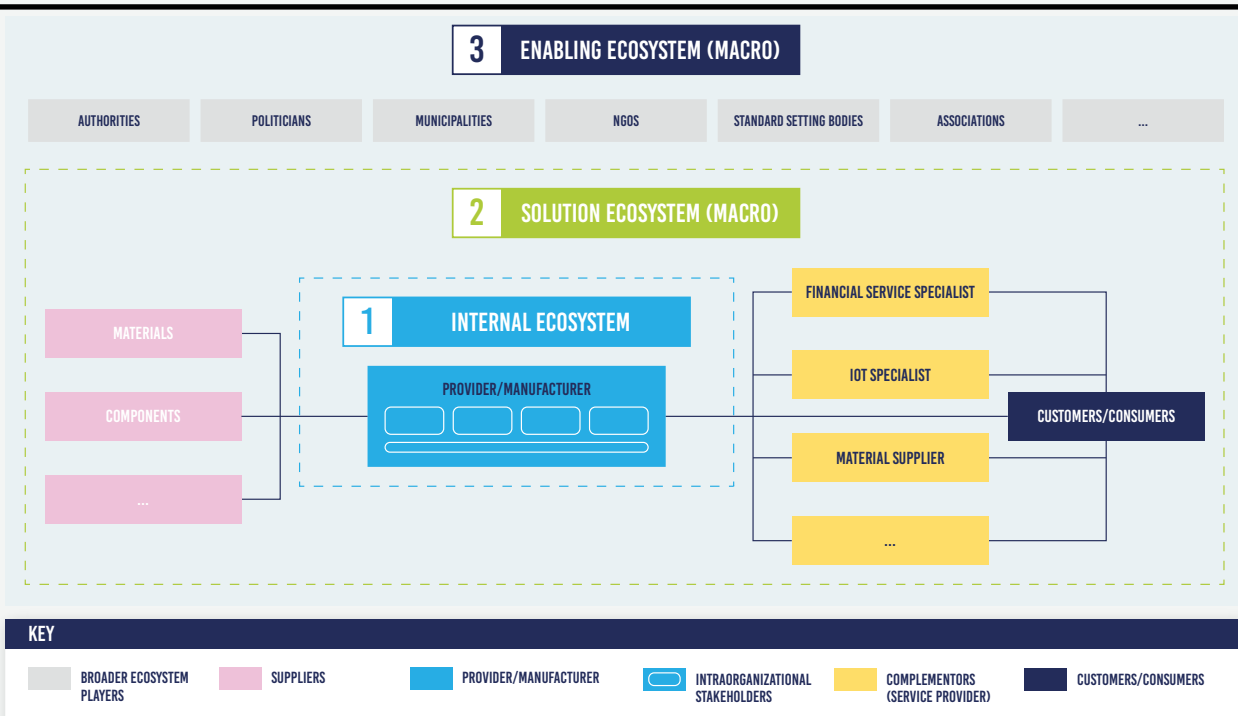 3 ENABLING ECOSYSTEM (MACRO)
AUTHORITIES
POLITICIANS
MUNICIPALITIES
NGOS
STANDARD SETTING BODIES
ASSOCIATIONS
...
2 SOLUTION ECOSYSTEM (MACRO)
1 INTERNAL ECOSYSTEM
MATERIALS
COMPONENTS
...
PROVIDER/MANUFACTURER
FINANCIAL SERVICE SPECIALIST
IOT SPECIALIST
MATERIAL SUPPLIER
...
CUSTOMERS/CONSUMERS
KEY
BROADER ECOSYSTEM
PLAYERS
SUPPLIERS
PROVIDER/MANUFACTURER
INTRAORGANIZATIONAL
STAKEHOLDERS
COMPLEMENTORS
(SERVICE PROVIDER)
CUSTOMERS/CONSUMERS